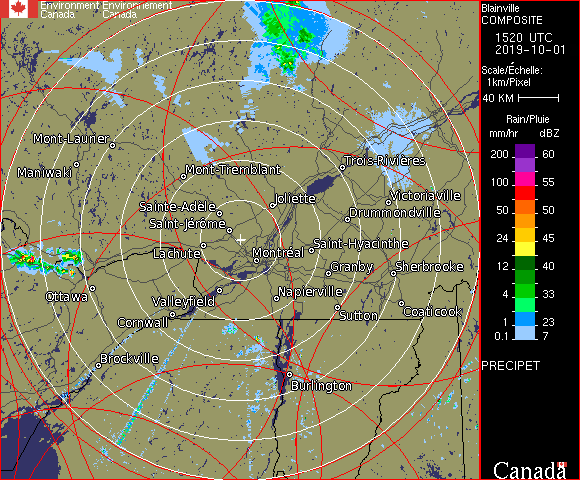 Environment Environnement
Canada Canada
Blainville
COMPOSITE
1520 UTC
2019-10-01
Scale/Échelle:
1km/Pixel
40 KM
Rain/Pluie
mm/hr dBZ
200 60
100 55
50 50
24 45
12 40
4 33
1 23
0.1 7
PRECIPET
Canada
Mont-Laurier
Maniwaki
Mont-Tremblant
Trois-Rivières
Sainte-Adèle
Joliette
Victoriaville
Saint-Jérôme
Drummondville
Lachute
Montréal
Saint-Hyacinthe
Granby
Sherbrooke
Ottawa
Valleyfield
Napierville
Cornwall
Sutton
Coaticook
Brockville
Burlington